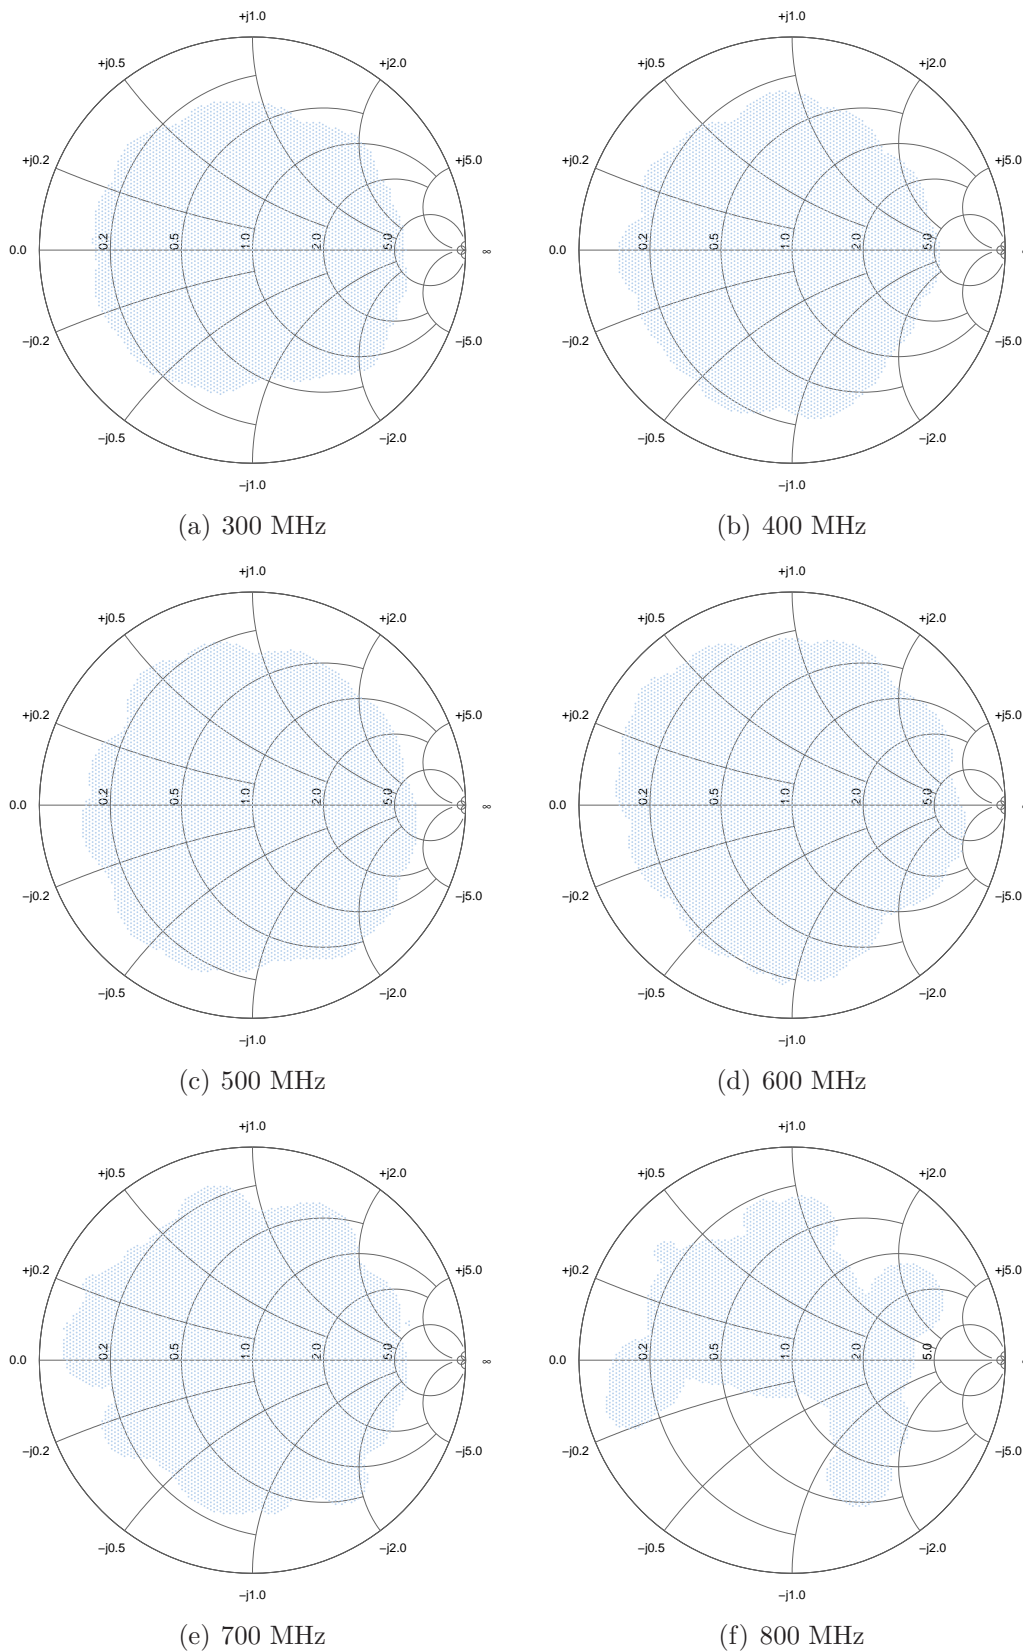 +j1.0 +j1.0
+j0.5 +j2.0 +j0.5 +j2.0
+j0.2 +j5.0 +j0.2 +j5.0
0.0 0.2 0.5 1.0 2.0 5.0 ∞ 0.0 0.2 0.5 1.0 2.0 5.0
−j0.2 −j5.0 −j0.2 −j5.0
−j0.5 −j2.0 −j0.5 −j2.0
−j1.0 −j1.0
(a) 300 MHz (b) 400 MHz
+j1.0 +j1.0
+j0.5 +j2.0 +j0.5 +j2.0
+j0.2 +j5.0 +j0.2 +j5.0
0.0 0.2 0.5 1.0 2.0 5.0 ∞ 0.0 0.2 0.5 1.0 2.0 5.0
−j0.2 −j5.0 −j0.2 −j5.0
−j0.5 −j2.0 −j0.5 −j2.0
−j1.0 −j1.0
(c) 500 MHz (d) 600 MHz
+j1.0 +j1.0
+j0.5 +j2.0 +j0.5 +j2.0
+j0.2 +j5.0 +j0.2 +j5.0
0.0 0.2 0.5 1.0 2.0 5.0 ∞ 0.0 0.2 0.5 1.0 2.0 5.0
−j0.2 −j5.0 −j0.2 −j5.0
−j0.5 −j2.0 −j0.5 −j2.0
−j1.0 −j1.0
(e) 700 MHz (f) 800 MHz